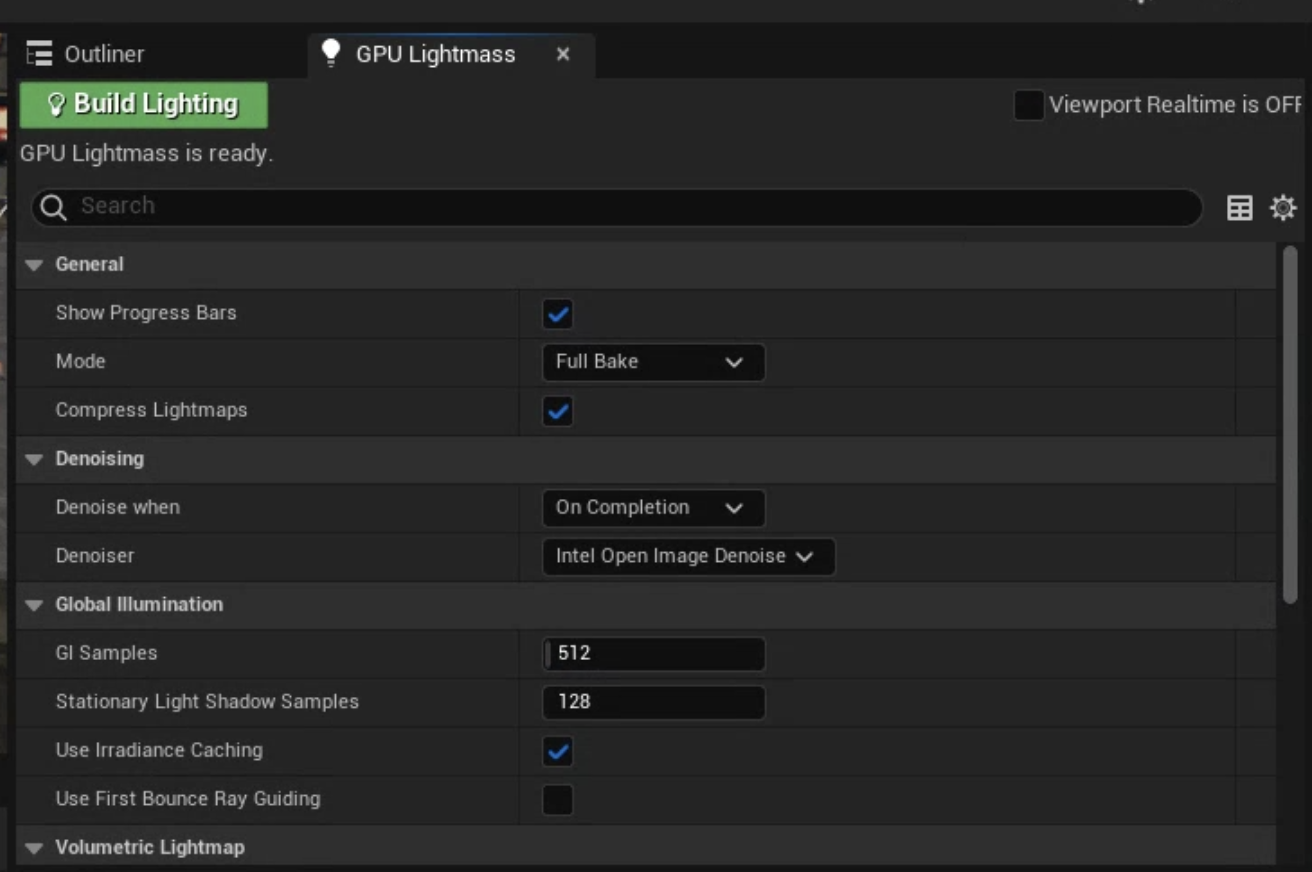 Outliner
GPU Lightmass
Build Lighting
Viewport Realtime is OFF
GPU Lightmass is ready.
Search
General
Show Progress Bars
Mode Full Bake
Compress Lightmaps
Denoising
Denoise when On Completion
Denoiser Intel Open Image Denoise
Global Illumination
GI Samples 512
Stationary Light Shadow Samples 128
Use Irradiance Caching
Use First Bounce Ray Guiding
Volumetric Lightmap